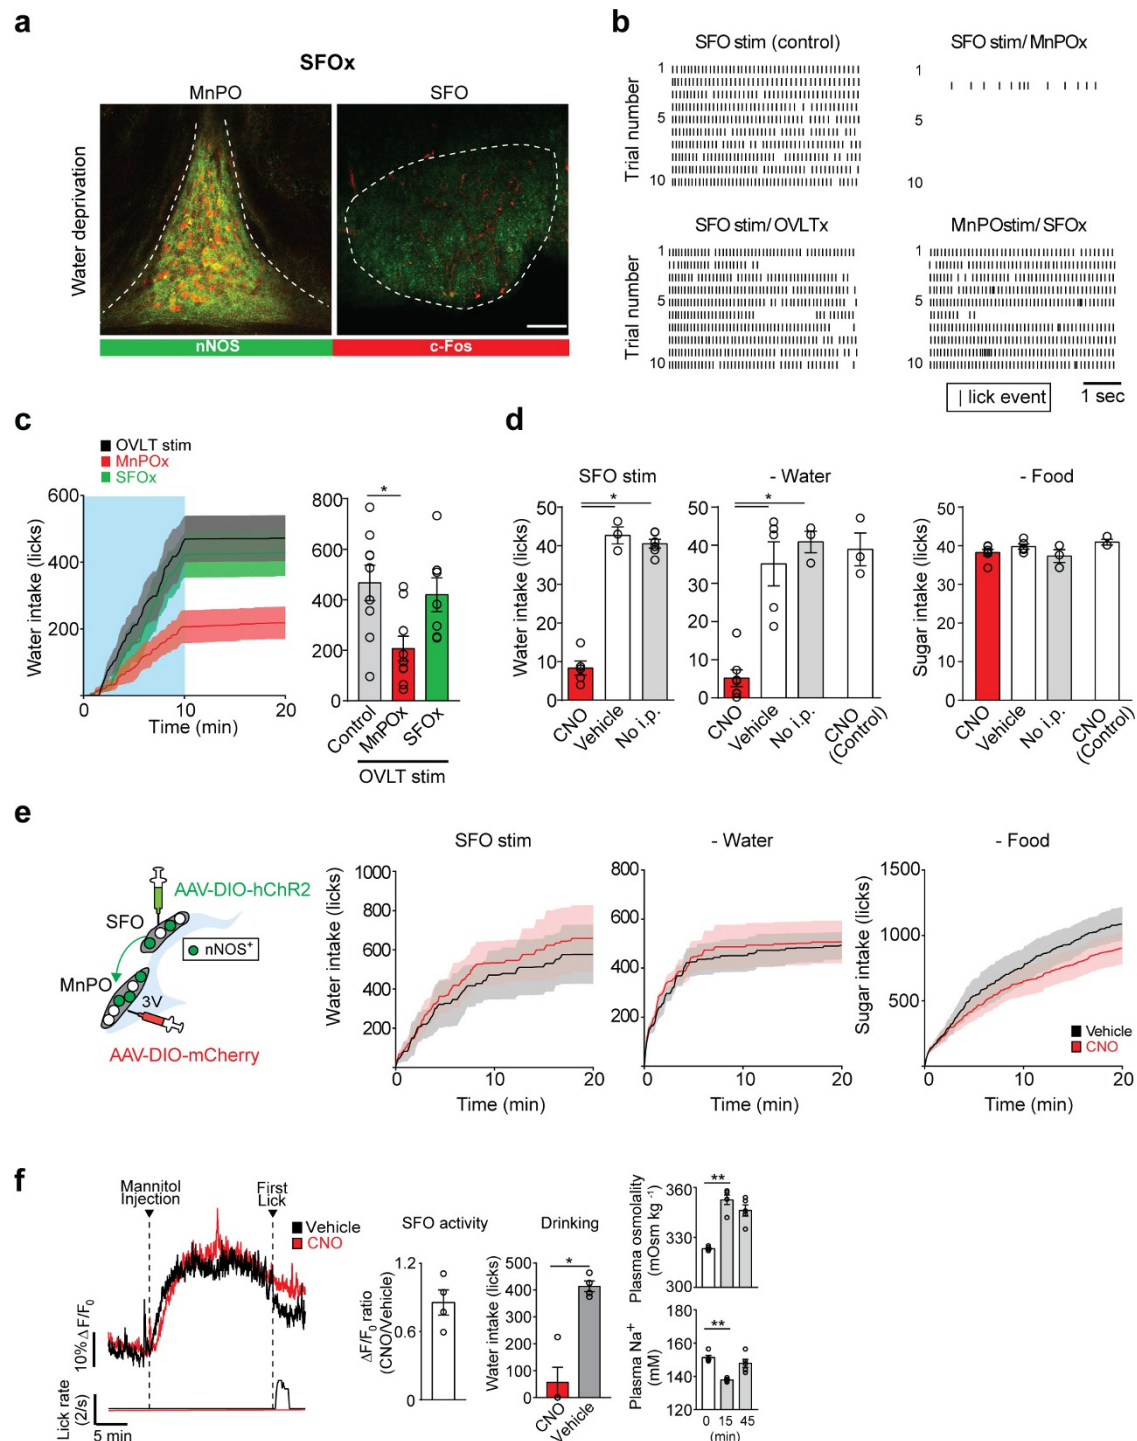 a
SFOx
MnPO
SFO
Water deprivation
nNOS
c-Fos
b
SFO stim (control)
SFO stim/ MnPOx
Trial number
1
5
10
1
5
10
SFO stim/ OVLTx
MnPOstim/ SFOx
Trial number
1
5
10
1
5
10
| lick event
1 sec
c
OVLT stim
MnPOx
SFOx
Water intake (licks)
600
400
200
0
10
20
Time (min)
800
600
400
200
0
Control
MnPOx
SFOx
OVLT stim
*
d
SFO stim
Water intake (licks)
50
40
30
20
10
0
*
CNO
Vehicle
No i.p.
- Water
50
40
30
20
10
0
*
CNO
Vehicle
No i.p.
CNO
(Control)
- Food
Sugar intake (licks)
50
40
30
20
10
0
CNO
Vehicle
No i.p.
CNO
(Control)
e
AAV-DIO-hChR2
SFO
nNOS+
MnPO
3V
AAV-DIO-mCherry
SFO stim
Water intake (licks)
1000
800
600
400
200
0
10
20
Time (min)
- Water
800
600
400
200
0
10
20
Time (min)
- Food
Sugar intake (licks)
1500
1000
500
0
10
20
Time (min)
Vehicle
CNO
f
Mannitol
Injection
First
Lick
Vehicle
CNO
10% ΔF/F0
Lick rate
(2/s)
5 min
SFO activity
ΔF/F0 ratio
(CNO/Vehicle)
1.2
0.6
0
Drinking
Water intake (licks)
500
400
300
200
100
0
*
CNO
Vehicle
Plasma osmolality
(mOsm kg -1)
360
330
300
**
Plasma Na+
(mM)
180
160
140
120
**
0 15 45
(min)